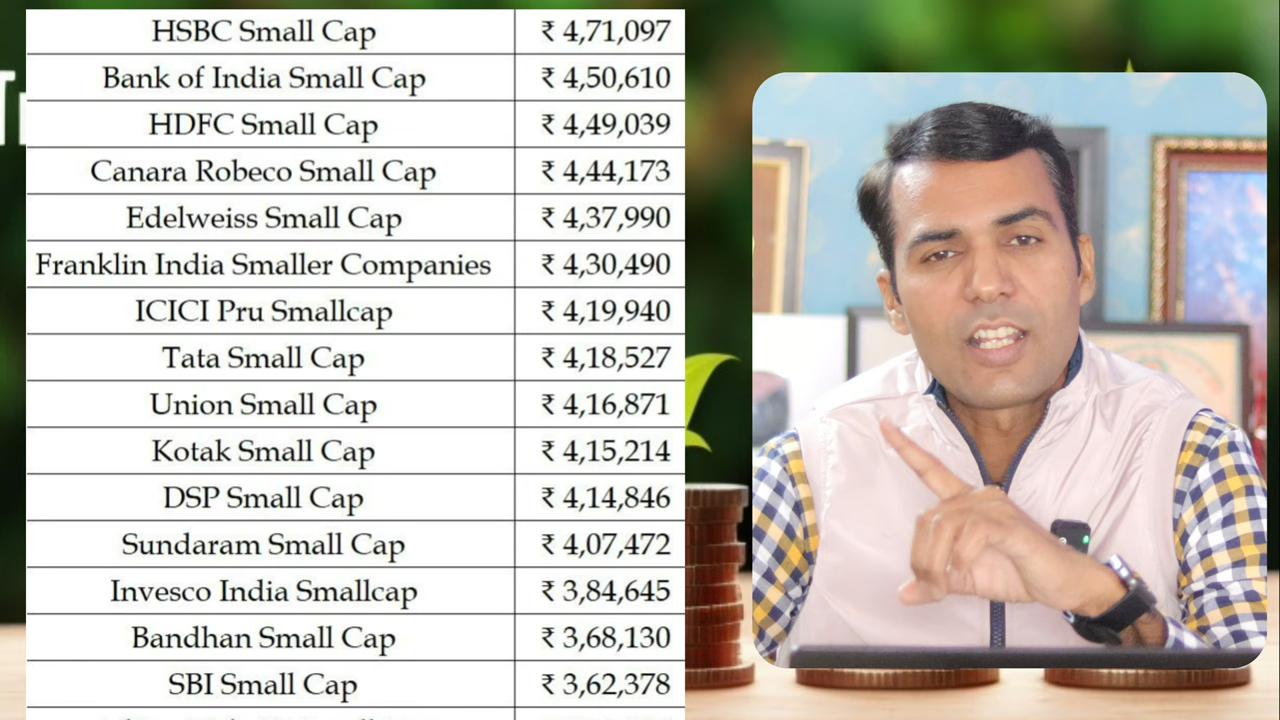 HSBC Small Cap ₹ 4,71,097
Bank of India Small Cap ₹ 4,50,610
HDFC Small Cap ₹ 4,49,039
Canara Robeco Small Cap ₹ 4,44,173
Edelweiss Small Cap ₹ 4,37,990
Franklin India Smaller Companies ₹ 4,30,490
ICICI Pru Smallcap ₹ 4,19,940
Tata Small Cap ₹ 4,18,527
Union Small Cap ₹ 4,16,871
Kotak Small Cap ₹ 4,15,214
DSP Small Cap ₹ 4,14,846
Sundaram Small Cap ₹ 4,07,472
Invesco India Smallcap ₹ 3,84,645
Bandhan Small Cap ₹ 3,68,130
SBI Small Cap ₹ 3,62,378